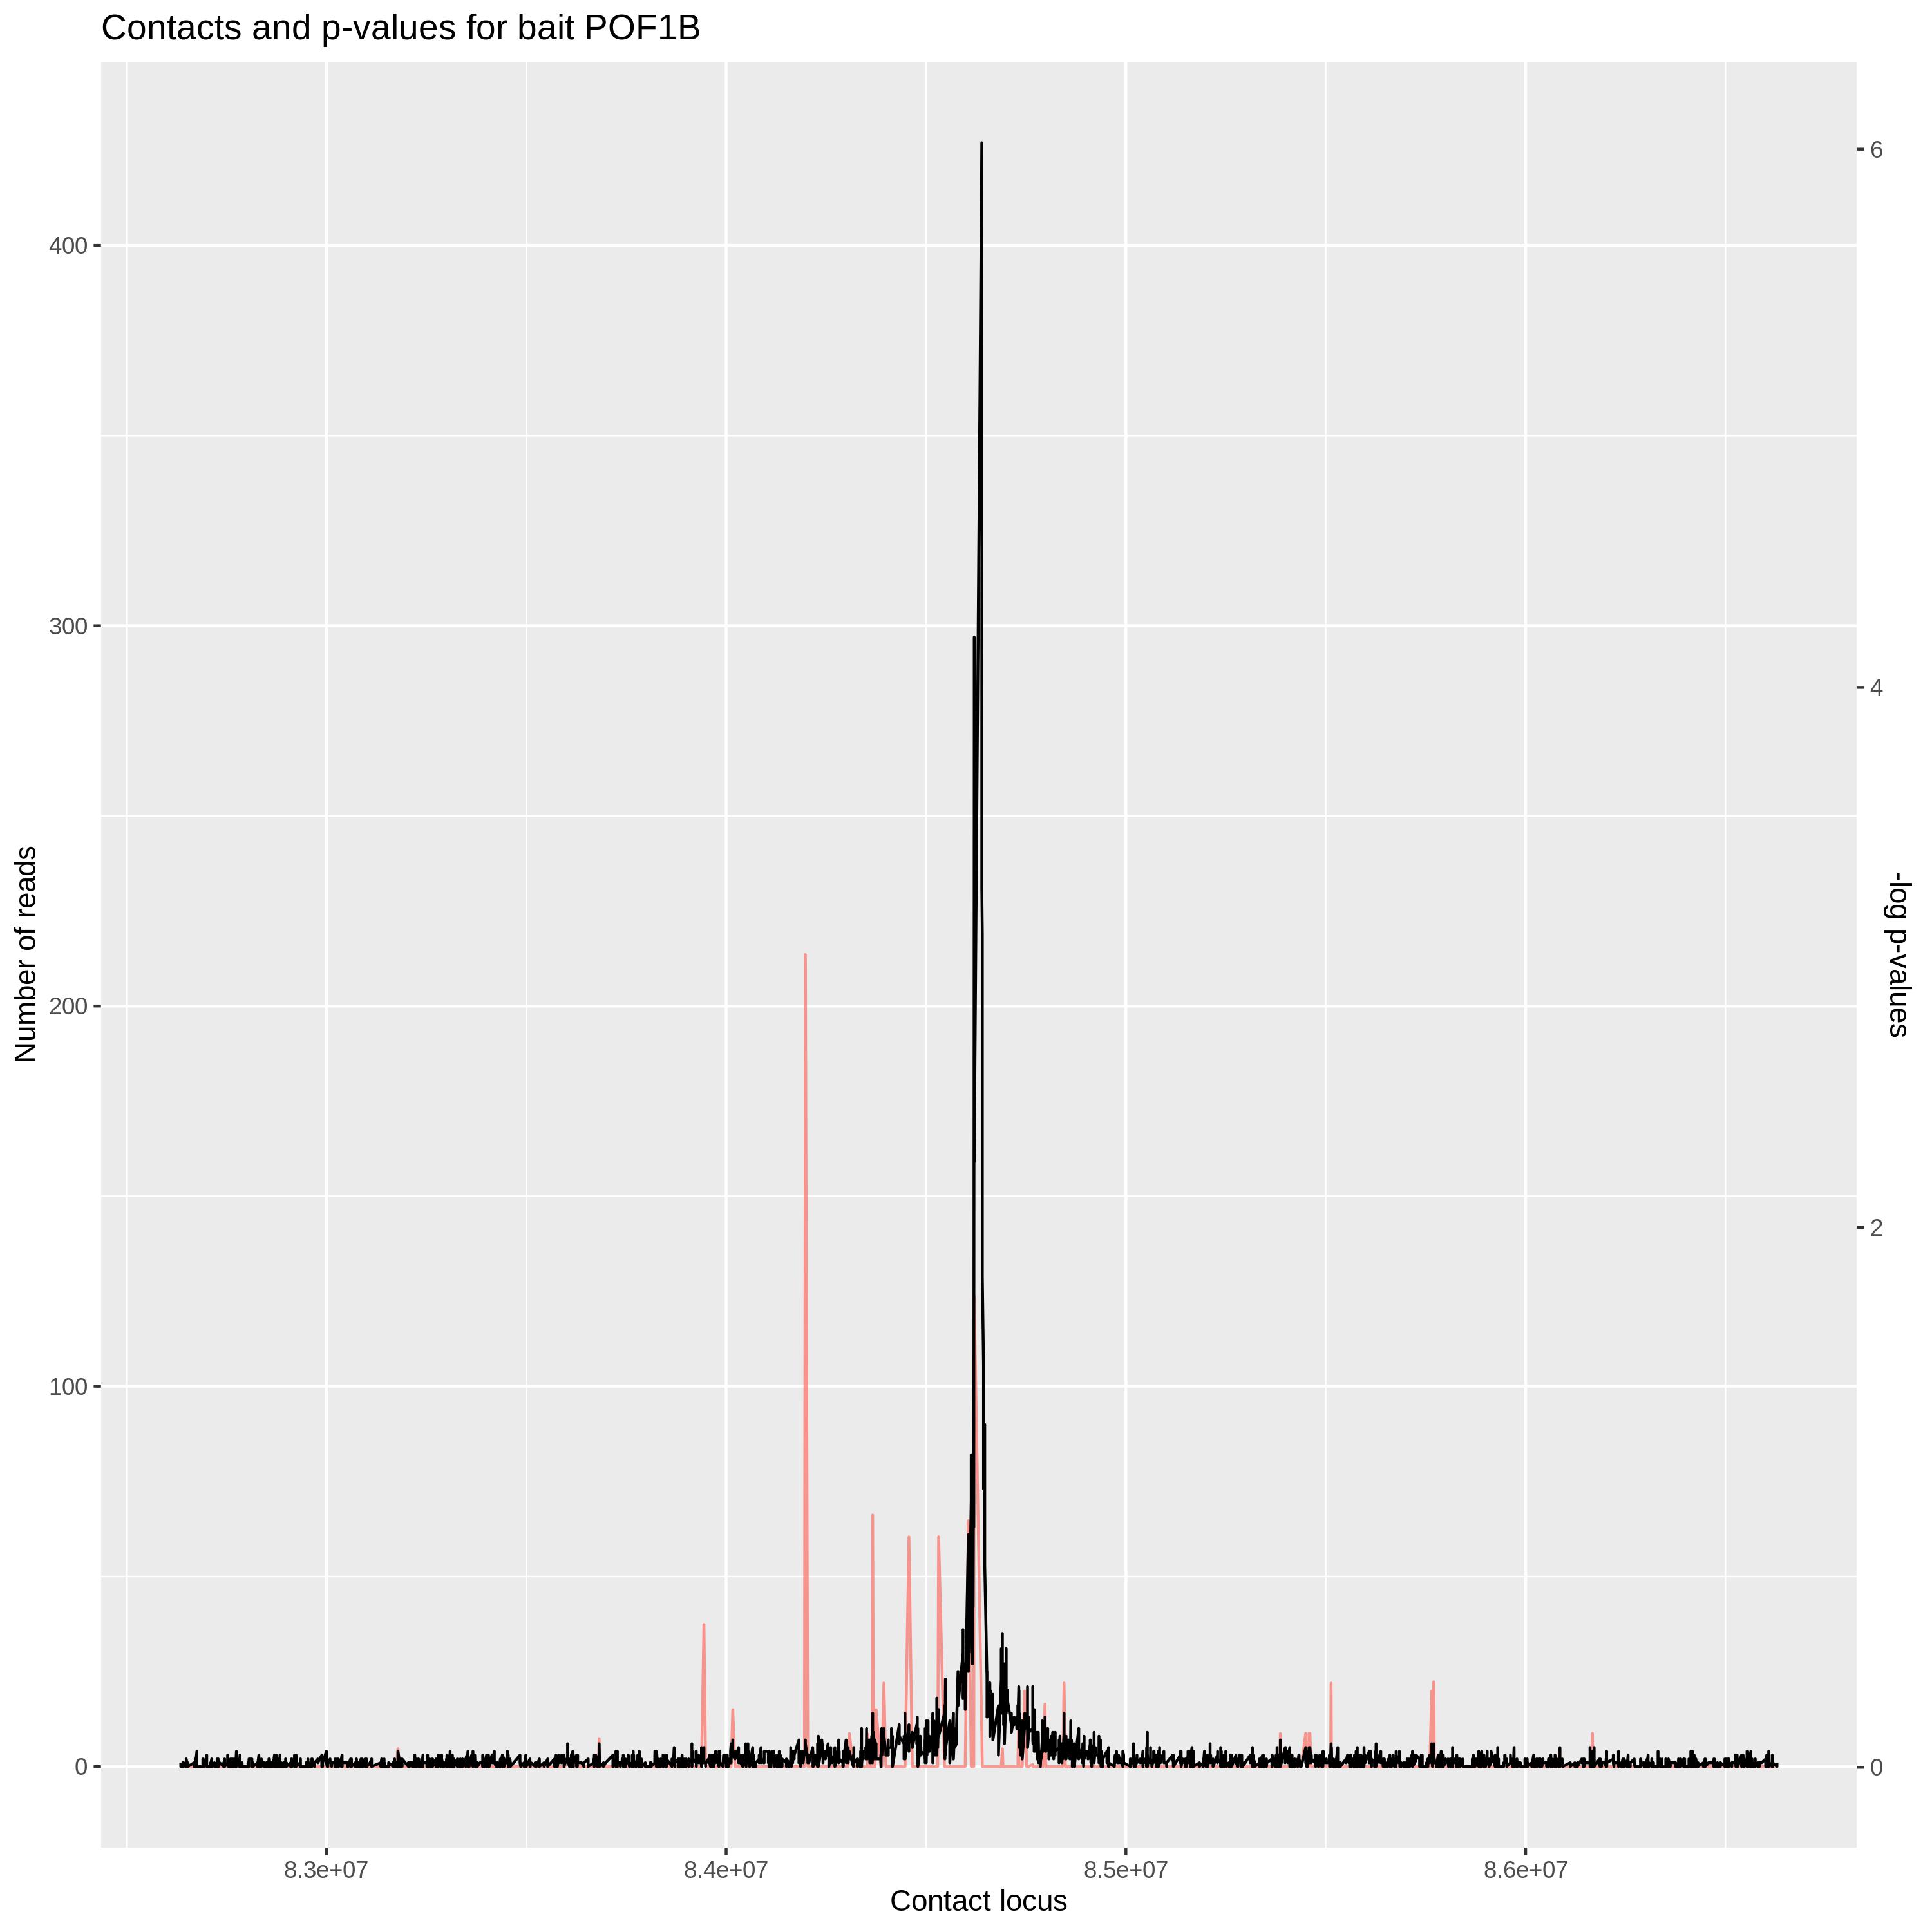 Contacts and p-values for bait POF1B
6
400
300
4
Number of reads
-log p-values
200
2
100
0
0
8.3e+07
8.4e+07
8.5e+07
8.6e+07
Contact locus